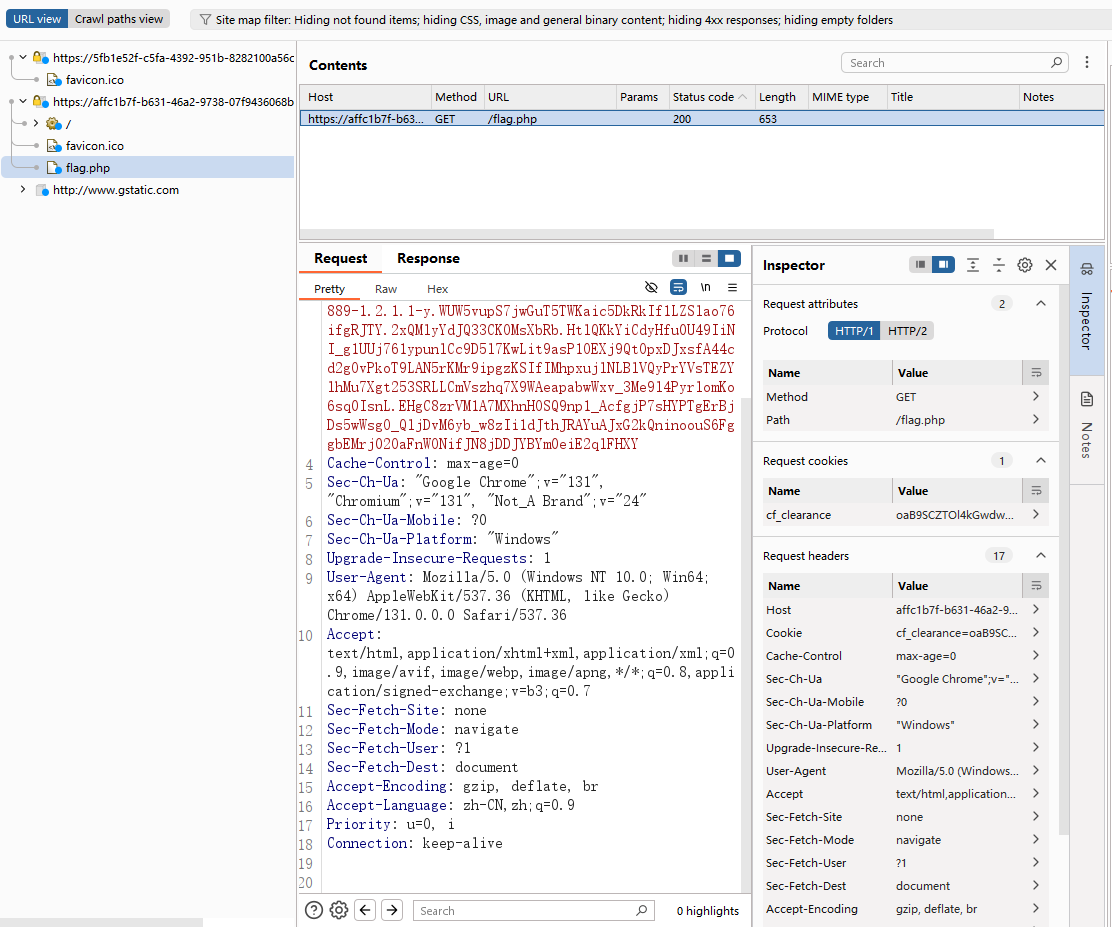 URL view
Crawl paths view
Site map filter: Hiding not found items; hiding CSS, image and general binary content; hiding 4xx responses; hiding empty folders
https://5fb1e52f-c5fa-4392-951b-8282100a56c
favicon.ico
https://affc1b7f-b631-46a2-9738-07f9436068b
/
favicon.ico
flag.php
http://www.gstatic.com
Contents
Search
Host Method URL Params Status code Length MIME type Title Notes
https://affc1b7f-b63... GET /flag.php 200 653
Request Response
Pretty Raw Hex
\n
889-1.2.1.1-y.WUW5vupS7jwGuT5TWKaic5DkRkIf1LZSlao76
4 Cache-Control: max-age=0
5 Sec-Ch-Ua: "Google Chrome";v="131",
"Chromium";v="131", "Not_A Brand";v="24"
6 Sec-Ch-Ua-Mobile: ?0
7 Sec-Ch-Ua-Platform: "Windows"
8 Upgrade-Insecure-Requests: 1
9 User-Agent: Mozilla/5.0 (Windows NT 10.0; Win64;
x64) AppleWebKit/537.36 (KHTML, like Gecko)
Chrome/131.0.0.0 Safari/537.36
10 Accept:
text/html,application/xhtml+xml,application/xml;q=0
.9,image/avif,image/webp,image/apng,*/*;q=0.8,appli
cation/signed-exchange;v=b3;q=0.7
11 Sec-Fetch-Site: none
12 Sec-Fetch-Mode: navigate
13 Sec-Fetch-User: ?1
14 Sec-Fetch-Dest: document
15 Accept-Encoding: gzip, deflate, br
16 Accept-Language: zh-CN,zh;q=0.9
17 Priority: u=0, i
18 Connection: keep-alive
19
20
Search
0 highlights
Inspector
Request attributes 2
Protocol HTTP/1 HTTP/2
Name Value
Method GET
Path /flag.php
Request cookies 1
Name Value
cf_clearance oaB9SCZTOl4kGwdw...
Request headers 17
Name Value
Host affc1b7f-b631-46a2-9...
Cookie cf_clearance=oaB9SC...
Cache-Control max-age=0
Sec-Ch-Ua "Google Chrome";v="...
Sec-Ch-Ua-Mobile ?0
Sec-Ch-Ua-Platform "Windows"
Upgrade-Insecure-Re... 1
User-Agent Mozilla/5.0 (Windows...
Accept text/html,application...
Sec-Fetch-Site none
Sec-Fetch-Mode navigate
Sec-Fetch-User ?1
Sec-Fetch-Dest document
Accept-Encoding gzip, deflate, br
Inspector
Notes